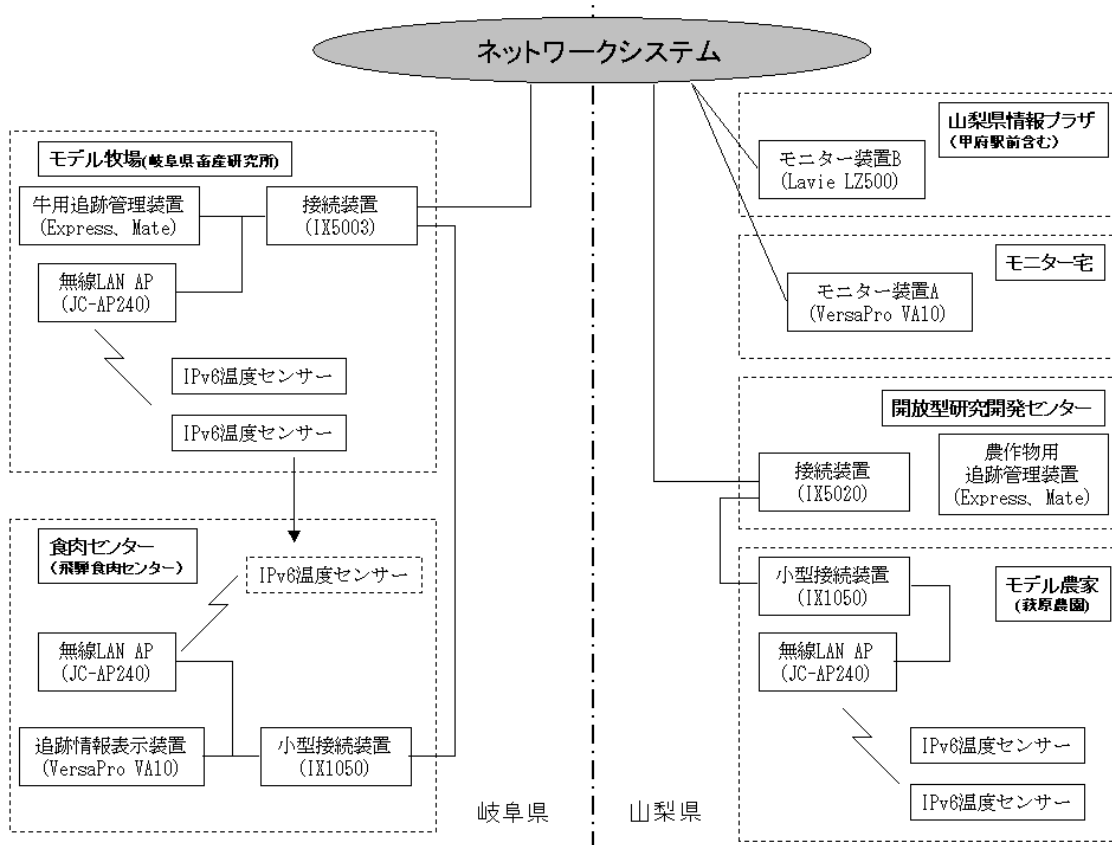 ネットワークシステム
モデル牧場(岐阜県畜産研究所)
牛用追跡管理装置
(Express、Mate)
接続装置
(IX5003)
無線LAN AP
(JC-AP240)
IPv6温度センサー
IPv6温度センサー
食肉センター
(飛騨食肉センター)
IPv6温度センサー
無線LAN AP
(JC-AP240)
追跡情報表示装置
(VersaPro VA10)
小型接続装置
(IX1050)
岐阜県
山梨県
山梨県情報プラザ
(甲府駅前含む)
モニター装置B
(Lavie LZ500)
モニター宅
モニター装置A
(VersaPro VA10)
開放型研究開発センター
接続装置
(IX5020)
農作物用
追跡管理装置
(Express、Mate)
小型接続装置
(IX1050)
モデル農家
(萩原農園)
無線LAN AP
(JC-AP240)
IPv6温度センサー
IPv6温度センサー